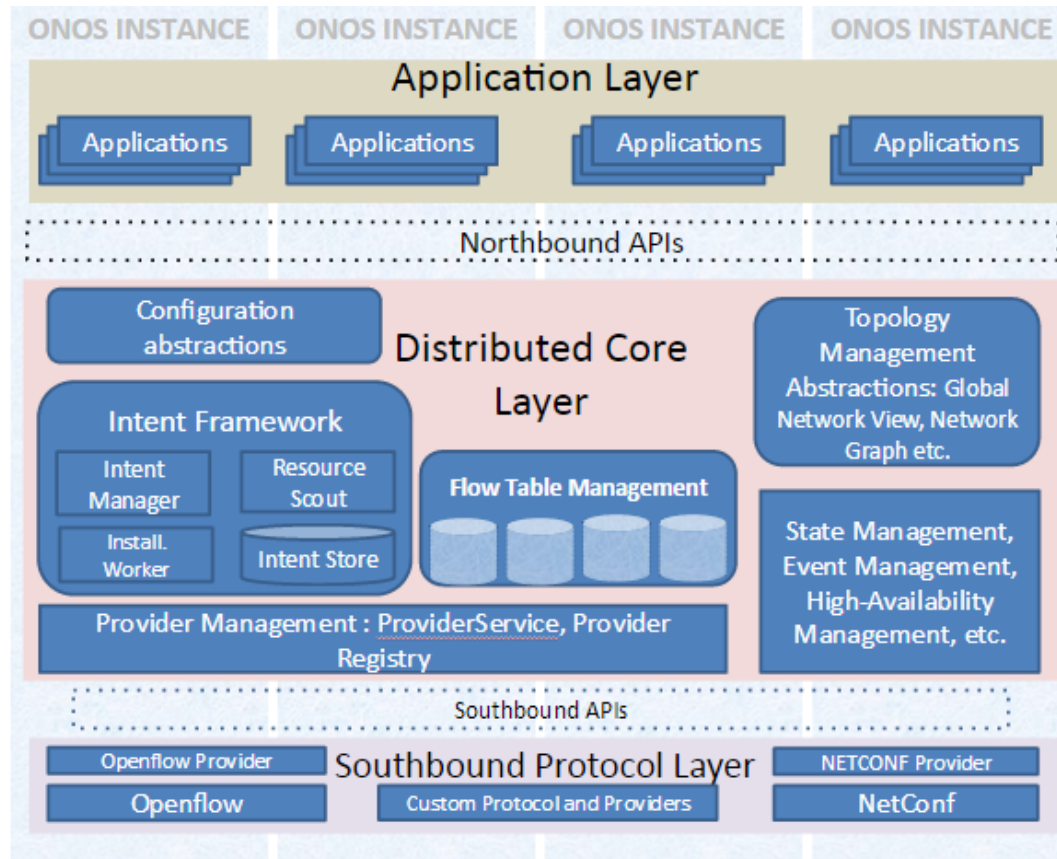 ONOS INSTANCE
ONOS INSTANCE
ONOS INSTANCE
ONOS INSTANCE
Application Layer
Applications
Applications
Applications
Applications
Northbound APIs
Configuration
abstractions
Distributed Core
Layer
Topology
Management
Abstractions: Global
Network View, Network
Graph etc.
Intent Framework
Intent
Manager
Resource
Scout
Install.
Worker
Intent Store
Flow Table Management
State Management,
Event Management,
High-Availability
Management, etc.
Provider Management : ProviderService, Provider
Registry
Southbound APIs
Southbound Protocol Layer
Openflow Provider
Openflow
Custom Protocol and Providers
NETCONF Provider
NetConf